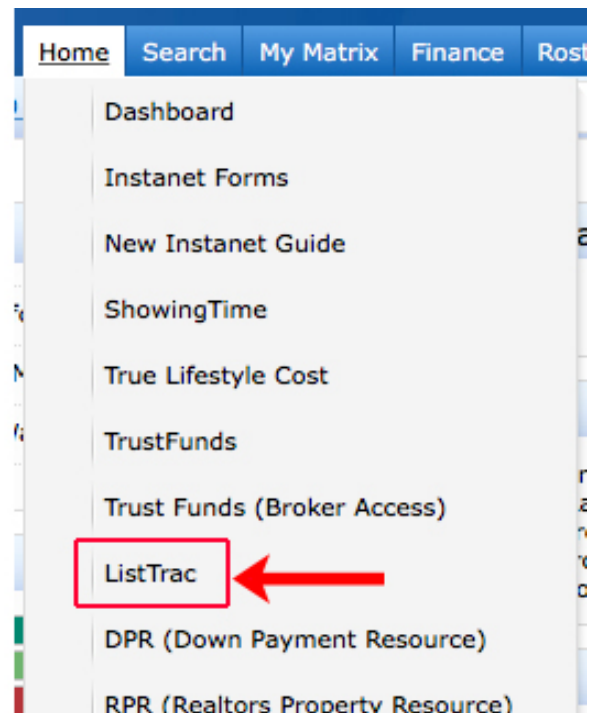 Home Search My Matrix Finance
Dashboard
Instanet Forms
New Instanet Guide
ShowingTime
True Lifestyle Cost
TrustFunds
Trust Funds (Broker Access)
ListTrac
DPR (Down Payment Resource)
RPR (Realtors Property Resource)